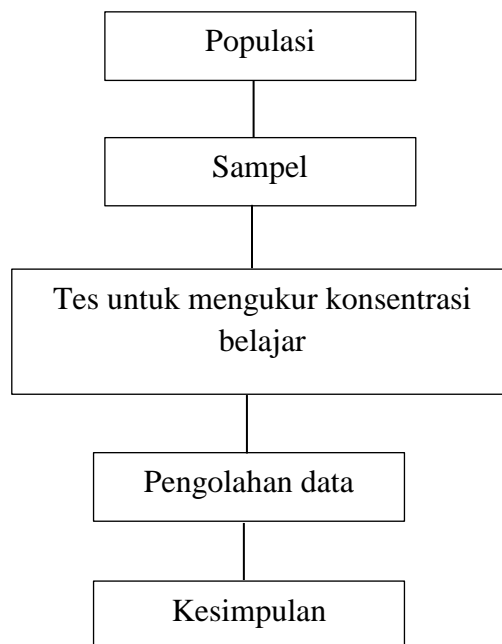 Populasi
Sampel
Tes untuk mengukur konsentrasi
belajar
Pengolahan data
Kesimpulan